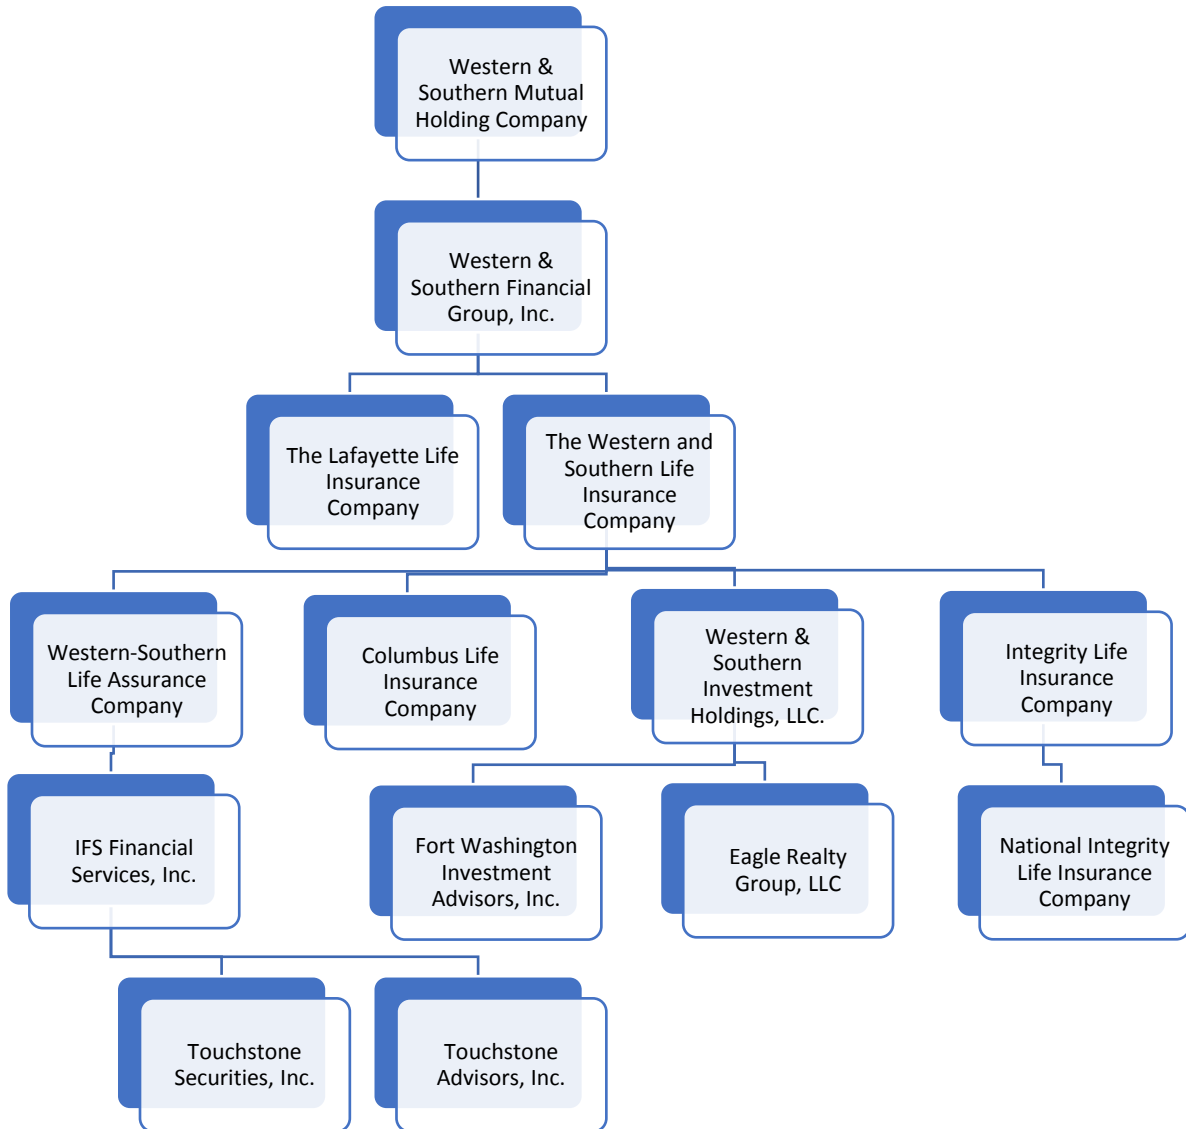 Western &
Southern Mutual
Holding Company
Western &
Southern Financial
Group, Inc.
The Lafayette Life
Insurance
Company
The Western and
Southern Life
Insurance
Company
Western-Southern
Life Assurance
Company
Columbus Life
Insurance
Company
Western &
Southern
Investment
Holdings, LLC.
Integrity Life
Insurance
Company
IFS Financial
Services, Inc.
Fort Washington
Investment
Advisors, Inc.
Eagle Realty
Group, LLC
National Integrity
Life Insurance
Company
Touchstone
Securities, Inc.
Touchstone
Advisors, Inc.